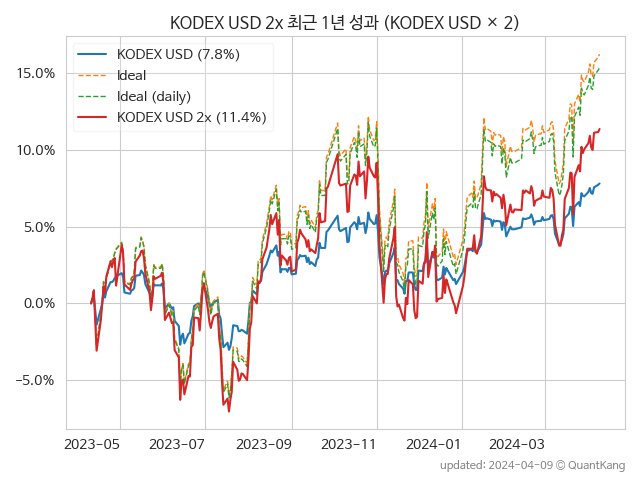 KODEX USD 2x 최근 1년 성과 (KODEX USD × 2)
KODEX USD (7.8%)
Ideal
Ideal (daily)
KODEX USD 2x (11.4%)
15.0%
10.0%
5.0%
0.0%
−5.0%
2023-05
2023-07
2023-09
2023-11
2024-01
2024-03
updated: 2024-04-09 © QuantKang